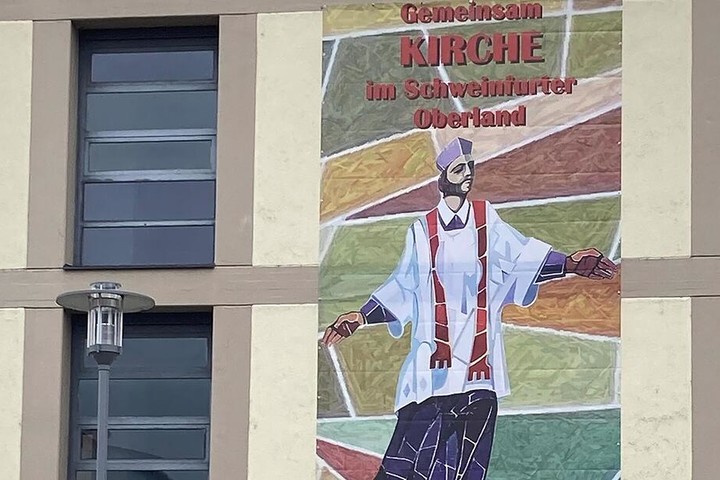 Gemeinsam
KIRCHE
im Schweinfurter
Oberland